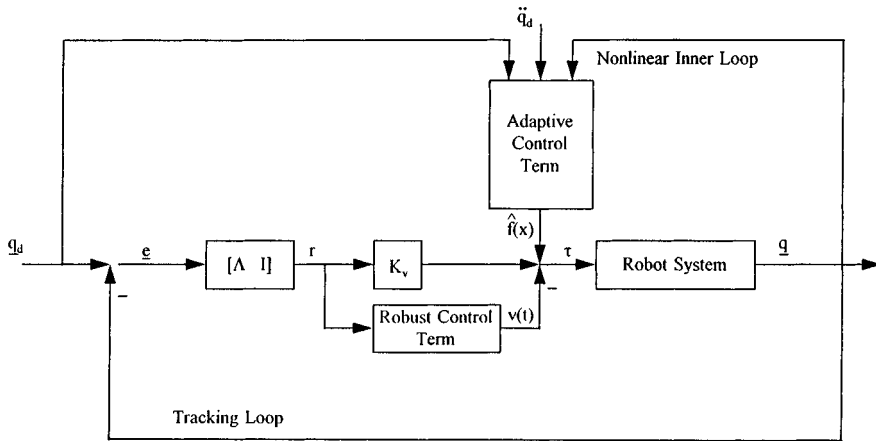 q̈d
Nonlinear Inner Loop
Adaptive
Control
Term
f̂(x)
qd
e
[Λ I]
r
Kv
τ
Robot System
q
−
−
Robust Control
Term
v(t)
Tracking Loop